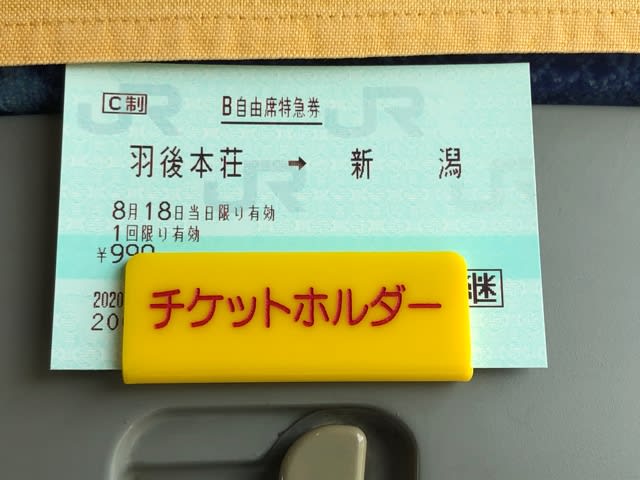 C制
B自由席特急券
羽後本荘 → 新潟
8月18日当日限り有効
1回限り有効
¥990
2020
チケットホルダー